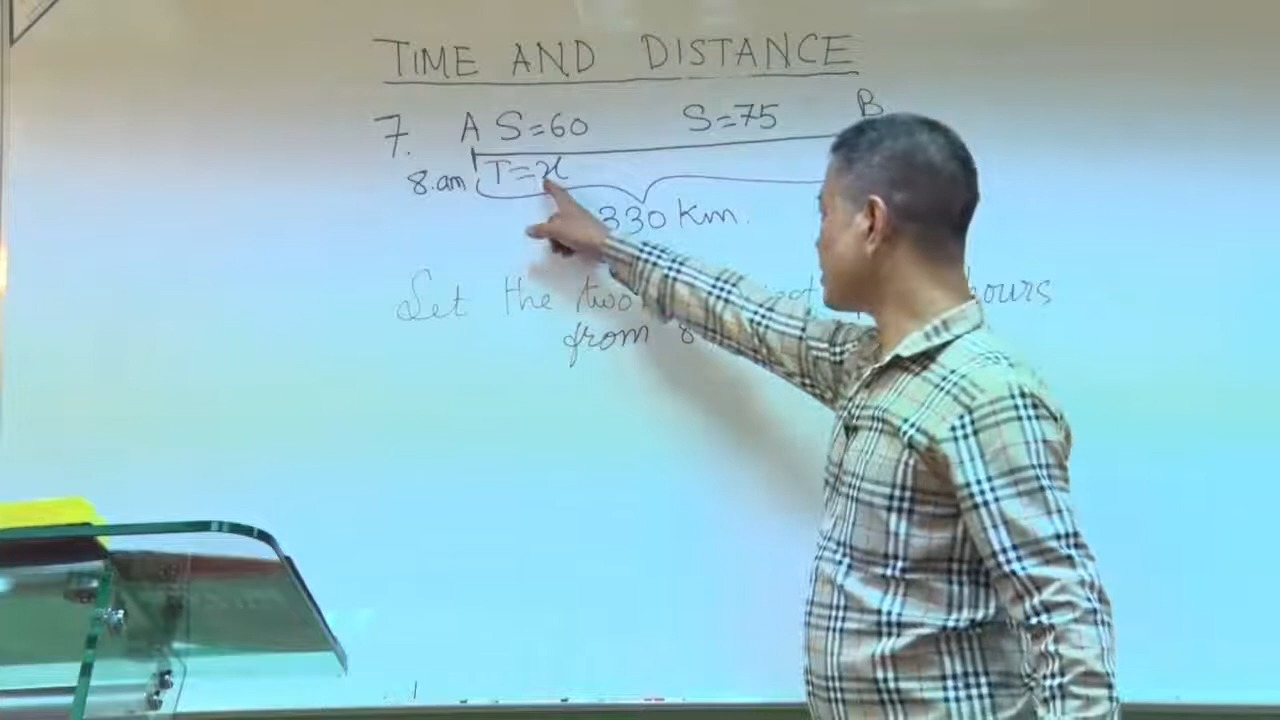 TIME AND DISTANCE
7. A S=60 S=75 B
8.am T=x
330 Km.
Let the two hours
from 8